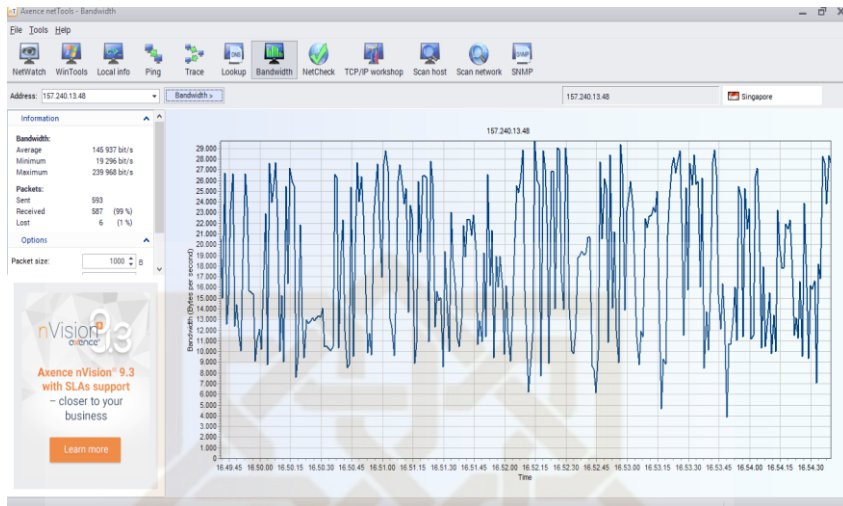 Axence netTools - Bandwidth
File Tools Help
NetWatch WinTools Local info Ping Trace Lookup Bandwidth NetCheck TCP/IP workshop Scan host Scan network SNMP
Address: 157.240.13.48 Bandwidth > 157.240.13.48 Singapore
Information
Bandwidth:
Average 145 937 bit/s
Minimum 19 296 bit/s
Maximum 239 968 bit/s
Packets:
Sent 593
Received 587 (99 %)
Lost 6 (1 %)
Options
Packet size: 1000 B
nVision 9.3
axence
Axence nVision® 9.3
with SLAs support
– closer to your
business
Learn more
157.240.13.48
Bandwidth (Bytes per second)
29.000
28.000
27.000
26.000
25.000
24.000
23.000
22.000
21.000
20.000
19.000
18.000
17.000
16.000
15.000
14.000
13.000
12.000
11.000
10.000
9.000
8.000
7.000
6.000
5.000
4.000
3.000
2.000
1.000
0
16.49.45 16.50.00 16.50.15 16.50.30 16.50.45 16.51.00 16.51.15 16.51.30 16.51.45 16.52.00 16.52.15 16.52.30 16.52.45 16.53.00 16.53.15 16.53.30 16.53.45 16.54.00 16.54.15 16.54.30
Time